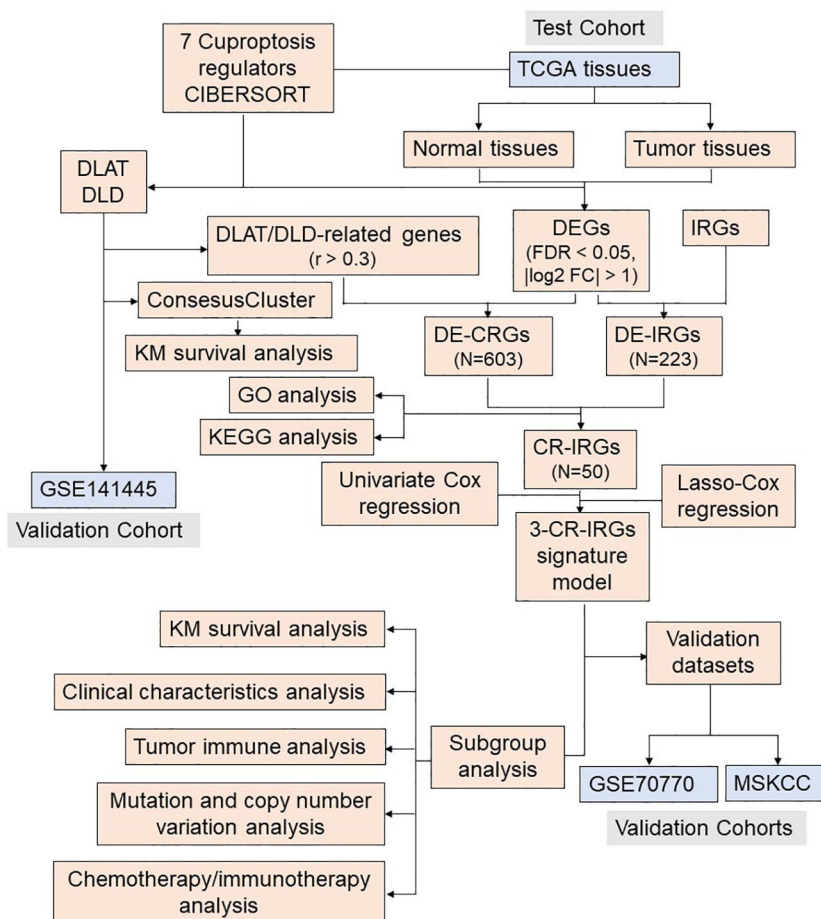 Test Cohort
7 Cuproptosis
regulators
CIBERSORT
TCGA tissues
Normal tissues
Tumor tissues
DLAT
DLD
DLAT/DLD-related genes
(r > 0.3)
DEGs
(FDR < 0.05,
|log2 FC| > 1)
IRGs
ConsesusCluster
KM survival analysis
DE-CRGs
(N=603)
DE-IRGs
(N=223)
GO analysis
KEGG analysis
CR-IRGs
(N=50)
GSE141445
Validation Cohort
Univariate Cox
regression
Lasso-Cox
regression
3-CR-IRGs
signature
model
KM survival analysis
Clinical characteristics analysis
Tumor immune analysis
Mutation and copy number
variation analysis
Chemotherapy/immunotherapy
analysis
Subgroup
analysis
Validation
datasets
GSE70770
MSKCC
Validation Cohorts